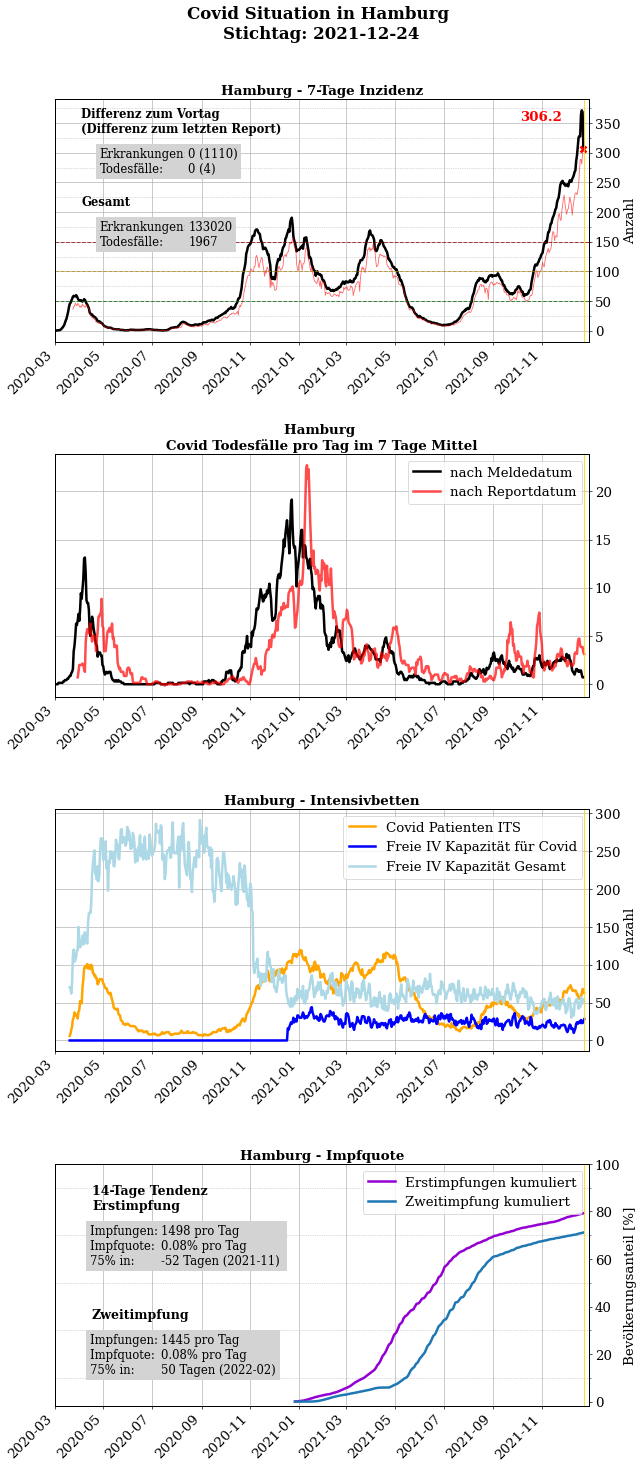 Covid Situation in Hamburg
Stichtag: 2021-12-24
Hamburg - 7-Tage Inzidenz
Differenz zum Vortag
(Differenz zum letzten Report)
Erkrankungen 0 (1110)
Todesfälle: 0 (4)
Gesamt
Erkrankungen 133020
Todesfälle: 1967
306.2
350
300
250
200
150
100
50
0
Anzahl
2020-03
2020-05
2020-07
2020-09
2020-11
2021-01
2021-03
2021-05
2021-07
2021-09
2021-11
Hamburg
Covid Todesfälle pro Tag im 7 Tage Mittel
nach Meldedatum
nach Reportdatum
20
15
10
5
0
2020-03
2020-05
2020-07
2020-09
2020-11
2021-01
2021-03
2021-05
2021-07
2021-09
2021-11
Hamburg - Intensivbetten
Covid Patienten ITS
Freie IV Kapazität für Covid
Freie IV Kapazität Gesamt
300
250
200
150
100
50
0
Anzahl
2020-03
2020-05
2020-07
2020-09
2020-11
2021-01
2021-03
2021-05
2021-07
2021-09
2021-11
Hamburg - Impfquote
14-Tage Tendenz
Erstimpfung
Impfungen: 1498 pro Tag
Impfquote: 0.08% pro Tag
75% in: -52 Tagen (2021-11)
Zweitimpfung
Impfungen: 1445 pro Tag
Impfquote: 0.08% pro Tag
75% in: 50 Tagen (2022-02)
Erstimpfungen kumuliert
Zweitimpfung kumuliert
100
80
60
40
20
0
Bevölkerungsanteil [%]
2020-03
2020-05
2020-07
2020-09
2020-11
2021-01
2021-03
2021-05
2021-07
2021-09
2021-11